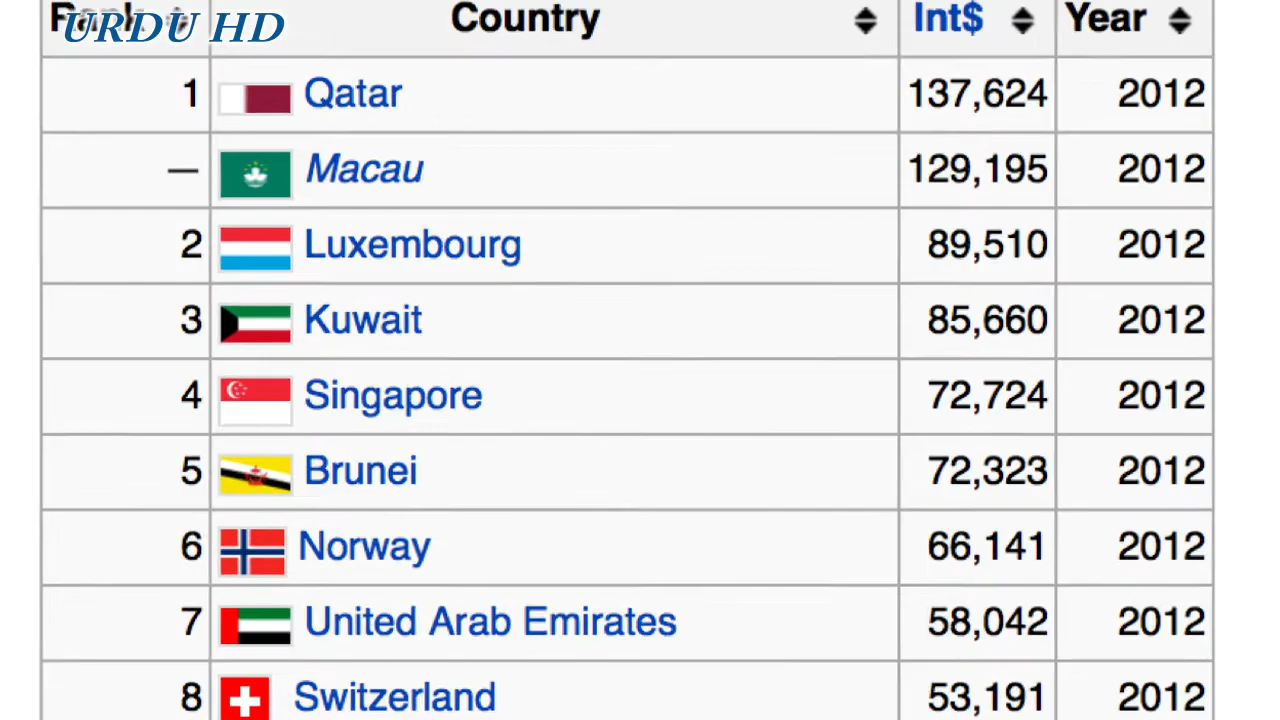 Rank Country Int$ Year
URDU HD
1 Qatar 137,624 2012
— Macau 129,195 2012
2 Luxembourg 89,510 2012
3 Kuwait 85,660 2012
4 Singapore 72,724 2012
5 Brunei 72,323 2012
6 Norway 66,141 2012
7 United Arab Emirates 58,042 2012
8 Switzerland 53,191 2012